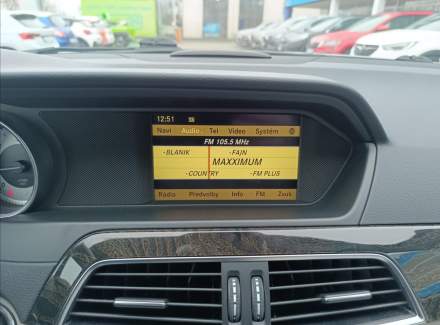 12:51
Navi Audio Tel Video Systém
FM 105.5 MHz
-BLANIK -FAJN
MAXXIMUM
-COUNTRY -FM PLUS
Rádio Předvolby Info FM Zvuk